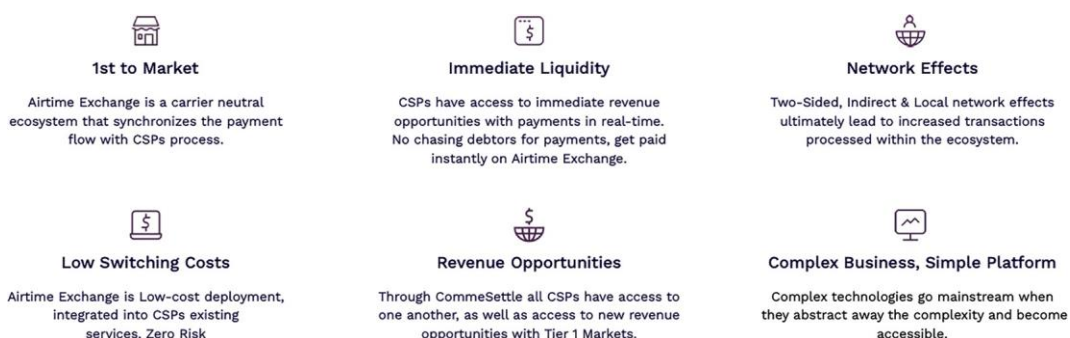 1st to Market
Airtime Exchange is a carrier neutral
ecosystem that synchronizes the payment
flow with CSPs process.
Immediate Liquidity
CSPs have access to immediate revenue
opportunities with payments in real-time.
No chasing debtors for payments, get paid
instantly on Airtime Exchange.
Network Effects
Two-Sided, Indirect & Local network effects
ultimately lead to increased transactions
processed within the ecosystem.
Low Switching Costs
Airtime Exchange is Low-cost deployment,
integrated into CSPs existing
services. Zero Risk
Revenue Opportunities
Through CommeSettle all CSPs have access to
one another, as well as access to new revenue
opportunities with Tier 1 Markets.
Complex Business, Simple Platform
Complex technologies go mainstream when
they abstract away the complexity and become
accessible.